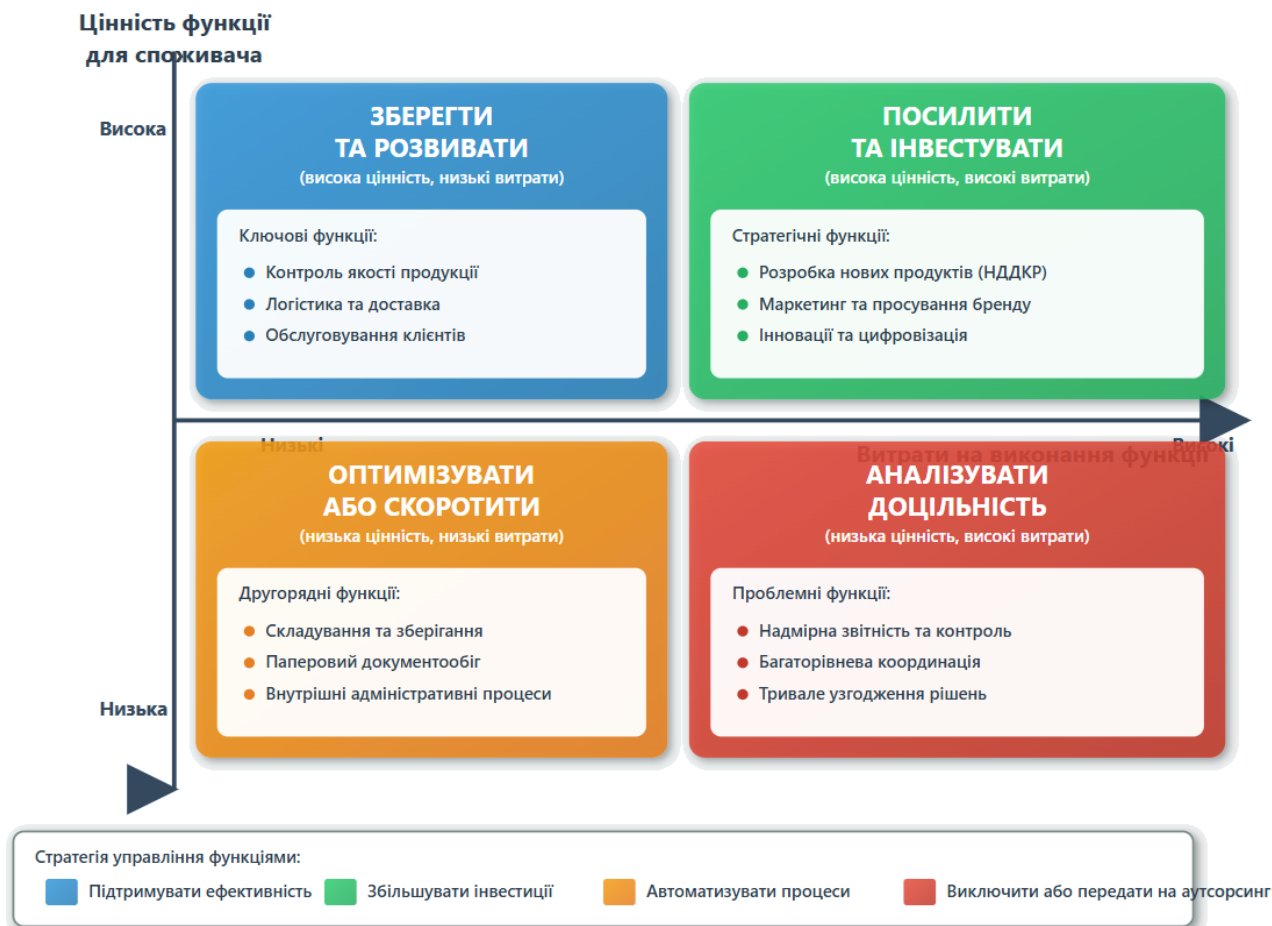 Цінність функції
для споживача
Висока
ЗБЕРЕГТИ
ТА РОЗВИВАТИ
(висока цінність, низькі витрати)
Ключові функції:
Контроль якості продукції
Логістика та доставка
Обслуговування клієнтів
ПОСИЛИТИ
ТА ІНВЕСТУВАТИ
(висока цінність, високі витрати)
Стратегічні функції:
Розробка нових продуктів (НДДКР)
Маркетинг та просування бренду
Інновації та цифровізація
Низькі
Високі
Витрати на виконання функції
ОПТИМІЗУВАТИ
АБО СКОРОТИТИ
(низька цінність, низькі витрати)
Другорядні функції:
Складування та зберігання
Паперовий документообіг
Внутрішні адміністративні процеси
АНАЛІЗУВАТИ
ДОЦІЛЬНІСТЬ
(низька цінність, високі витрати)
Проблемні функції:
Надмірна звітність та контроль
Багаторівнева координація
Тривале узгодження рішень
Низька
Стратегія управління функціями:
Підтримувати ефективність
Збільшувати інвестиції
Автоматизувати процеси
Виключити або передати на аутсорсинг